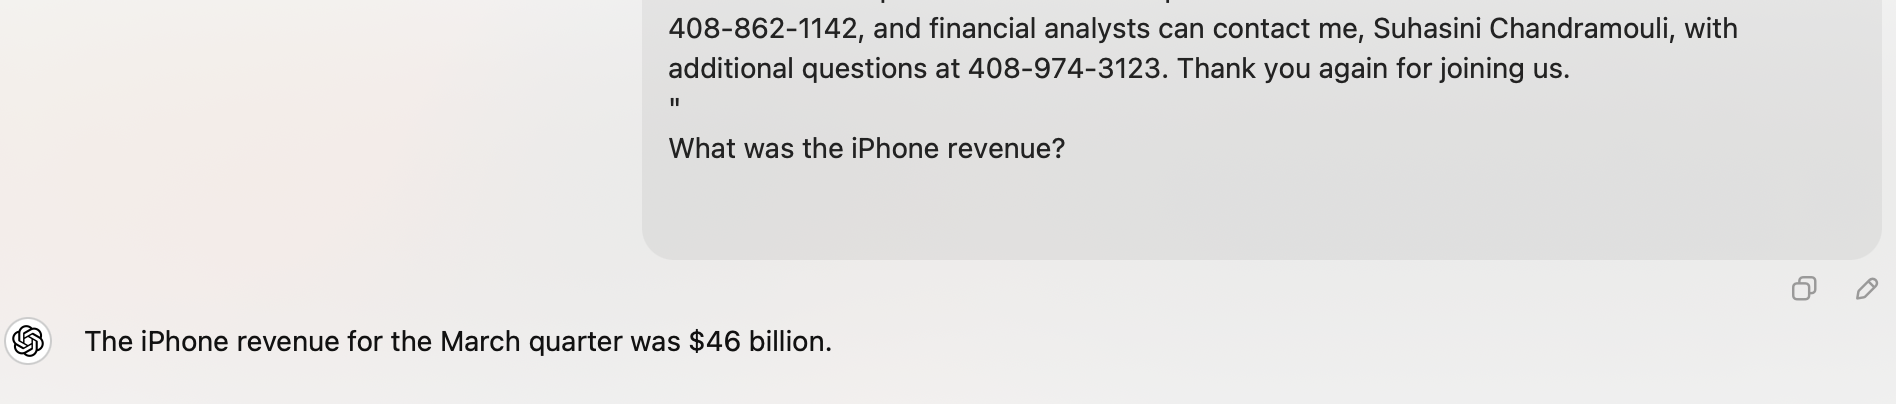 408-862-1142, and financial analysts can contact me, Suhasini Chandramouli, with
additional questions at 408-974-3123. Thank you again for joining us.
"
What was the iPhone revenue?
The iPhone revenue for the March quarter was $46 billion.